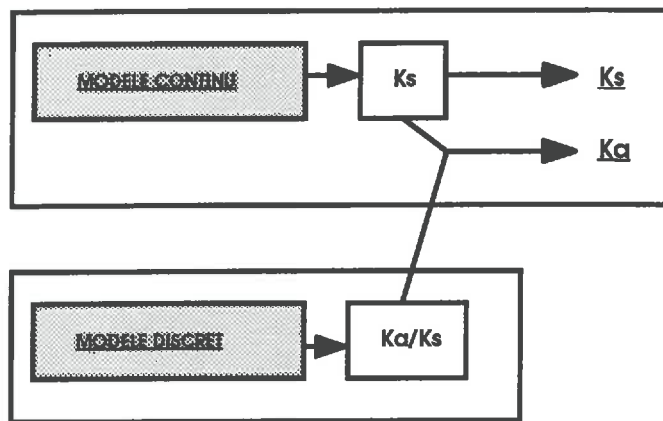 MODELE CONTINU
Ks
Ks
Ka
MODELE DISCRET
Ka/Ks